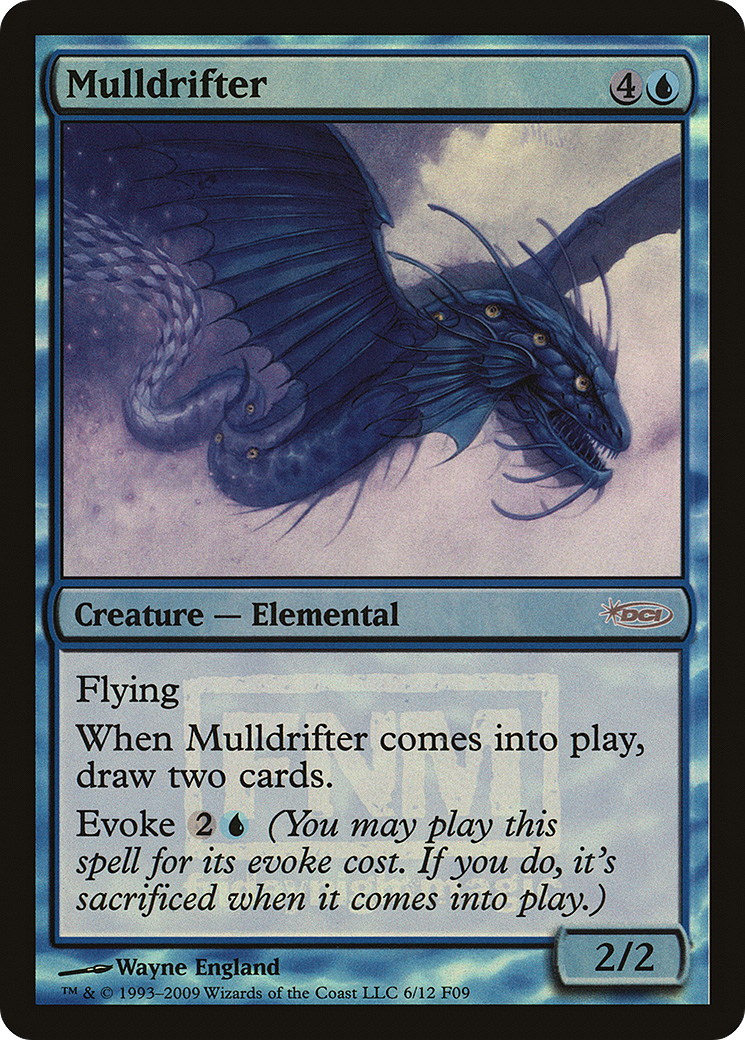 Mulldrifter 4
Creature — Elemental DCI
FNM
Flying
When Mulldrifter comes into play,
draw two cards.
Evoke 2 (You may play this
spell for its evoke cost. If you do, it's
sacrificed when it comes into play.)
2/2
Wayne England
™ & © 1993–2009 Wizards of the Coast LLC 6/12 F09